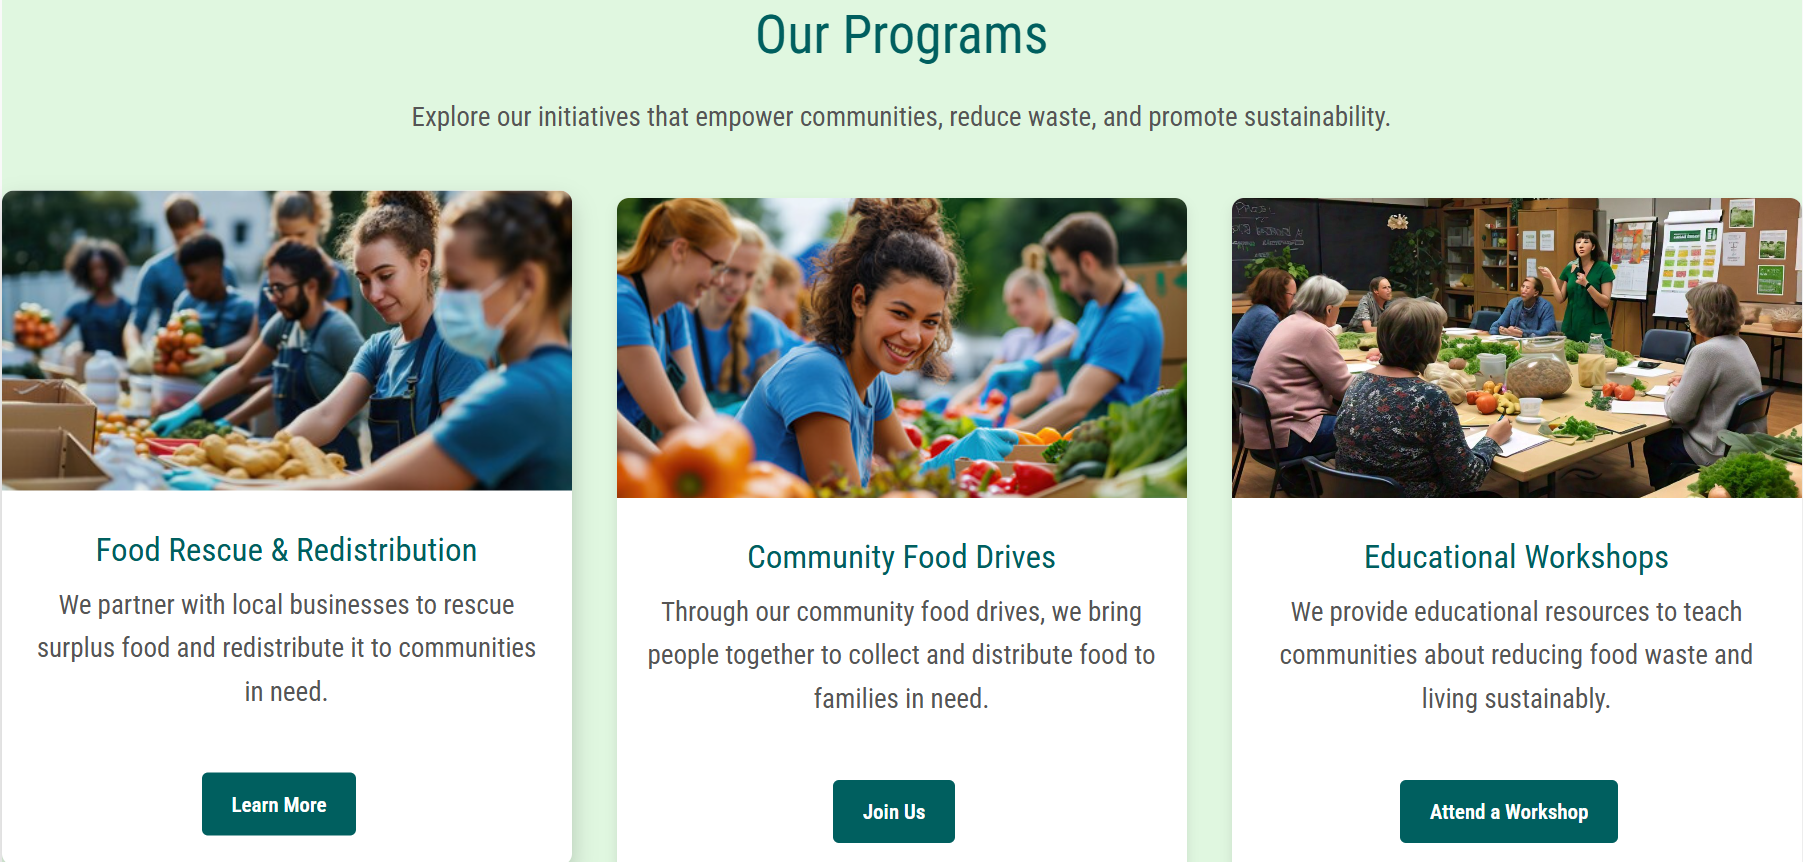 Our Programs
Explore our initiatives that empower communities, reduce waste, and promote sustainability.
Food Rescue & Redistribution
We partner with local businesses to rescue
surplus food and redistribute it to communities
in need.
Learn More
Community Food Drives
Through our community food drives, we bring
people together to collect and distribute food to
families in need.
Join Us
Educational Workshops
We provide educational resources to teach
communities about reducing food waste and
living sustainably.
Attend a Workshop